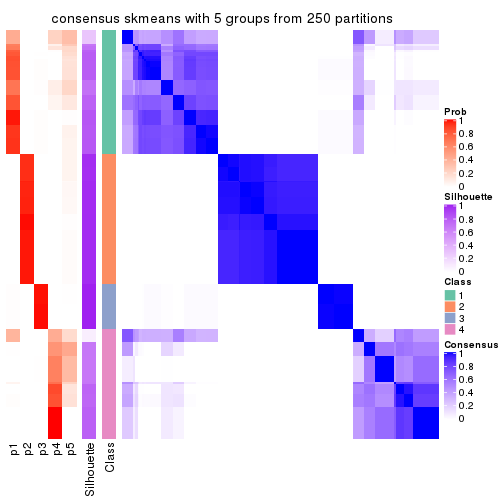 consensus skmeans with 5 groups from 250 partitions
Prob
1
0.8
0.6
0.4
0.2
0
Silhouette
1
0.8
0.6
0.4
0.2
0
Class
1
2
3
4
Consensus
1
0.8
0.6
0.4
0.2
0
p1
p2
p3
p4
p5
Silhouette
Class